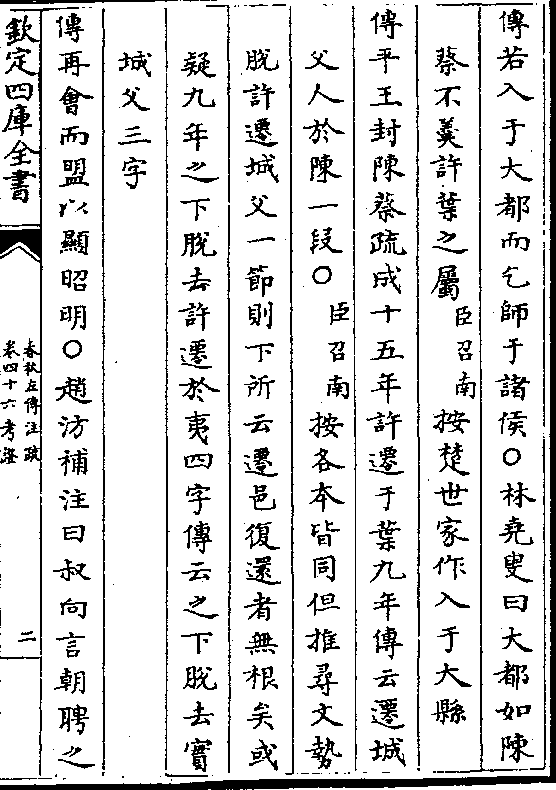 傳若入于大都而乞師于諸侯○林堯叟曰大都如陳
蔡不羮許葉之屬臣召南按楚世家作入于大縣
傳平王封陳蔡疏成十五年許遷于葉九年傳云遷城
父人於陳一段○臣召南按各本皆同但推尋文勢
脫許遷城父一節則下所云遷邑復還者無根矣或
疑九年之下脫去許遷於夷四字傳云之下脫去實
城父三字
傳再會而盟以顯昭明○趙汸補注曰叔向言朝聘之
欽定四庫全書
春秋左傳注疏
卷四十六考證
二